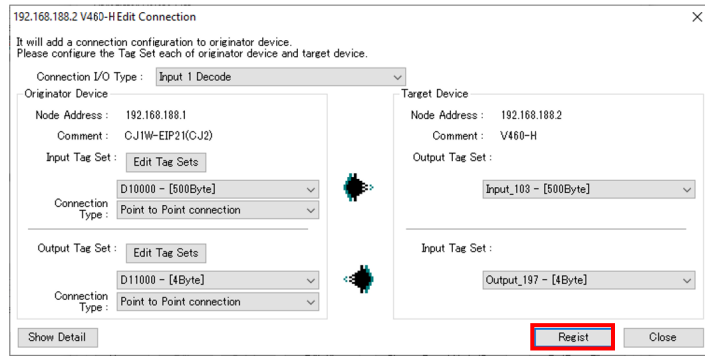 192.168.188.2 V460-H Edit Connection
It will add a connection configuration to originator device.
Please configure the Tag Set each of originator device and target device.
Connection I/O Type : Input 1 Decode
Originator Device
Node Address : 192.168.188.1
Comment : CJ1W-EIP21(CJ2)
Input Tag Set : Edit Tag Sets
D10000 - [500Byte]
Connection Type : Point to Point connection
Output Tag Set : Edit Tag Sets
D11000 - [4Byte]
Connection Type : Point to Point connection
Target Device
Node Address : 192.168.188.2
Comment : V460-H
Output Tag Set :
Input_103 - [500Byte]
Input Tag Set :
Output_197 - [4Byte]
Show Detail
Regist
Close